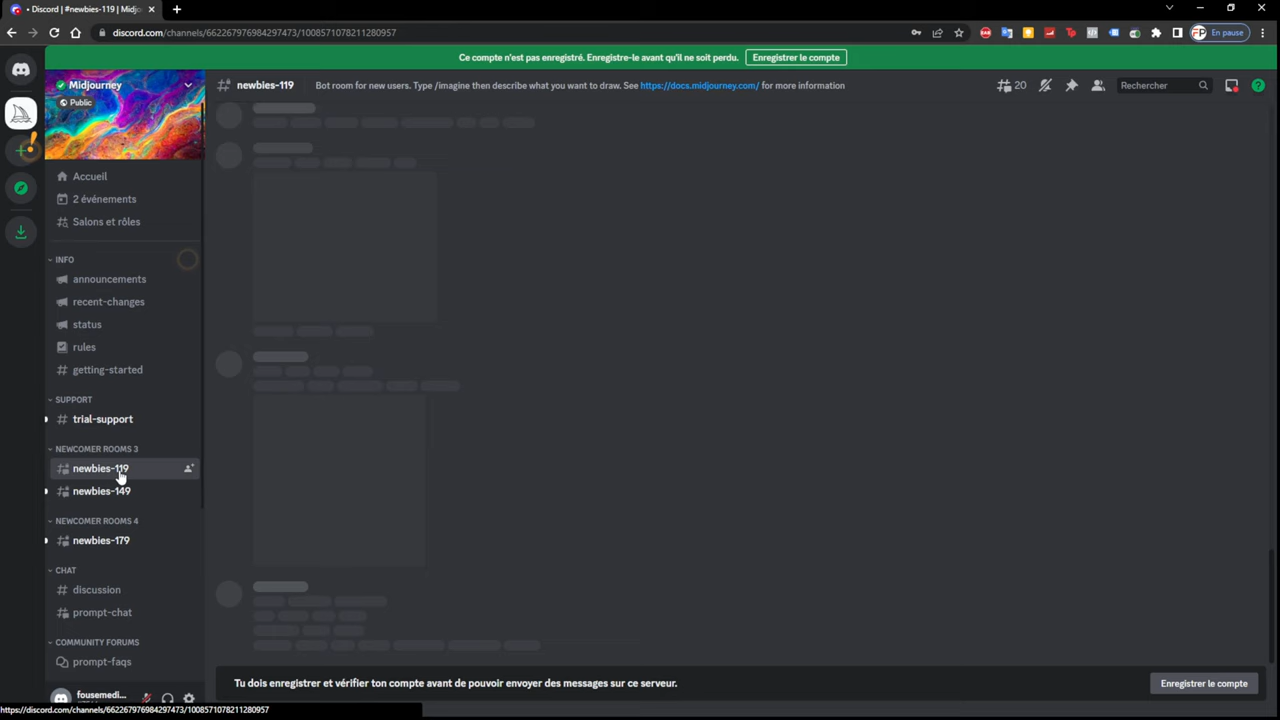 • Discord | #newbies-119 | Midj
discord.com/channels/662267976984297473/1008571078211280957
En pause
Ce compte n'est pas enregistré. Enregistre-le avant qu'il ne soit perdu.
Enregistrer le compte
Midjourney
Public
newbies-119
Bot room for new users. Type /imagine then describe what you want to draw. See https://docs.midjourney.com/ for more information
20
Rechercher
Accueil
2 événements
Salons et rôles
INFO
announcements
recent-changes
status
rules
getting-started
SUPPORT
trial-support
NEWCOMER ROOMS 3
newbies-119
newbies-149
NEWCOMER ROOMS 4
newbies-179
CHAT
discussion
prompt-chat
COMMUNITY FORUMS
prompt-faqs
fousemedi...
Tu dois enregistrer et vérifier ton compte avant de pouvoir envoyer des messages sur ce serveur.
Enregistrer le compte
https://discord.com/channels/662267976984297473/1008571078211280957